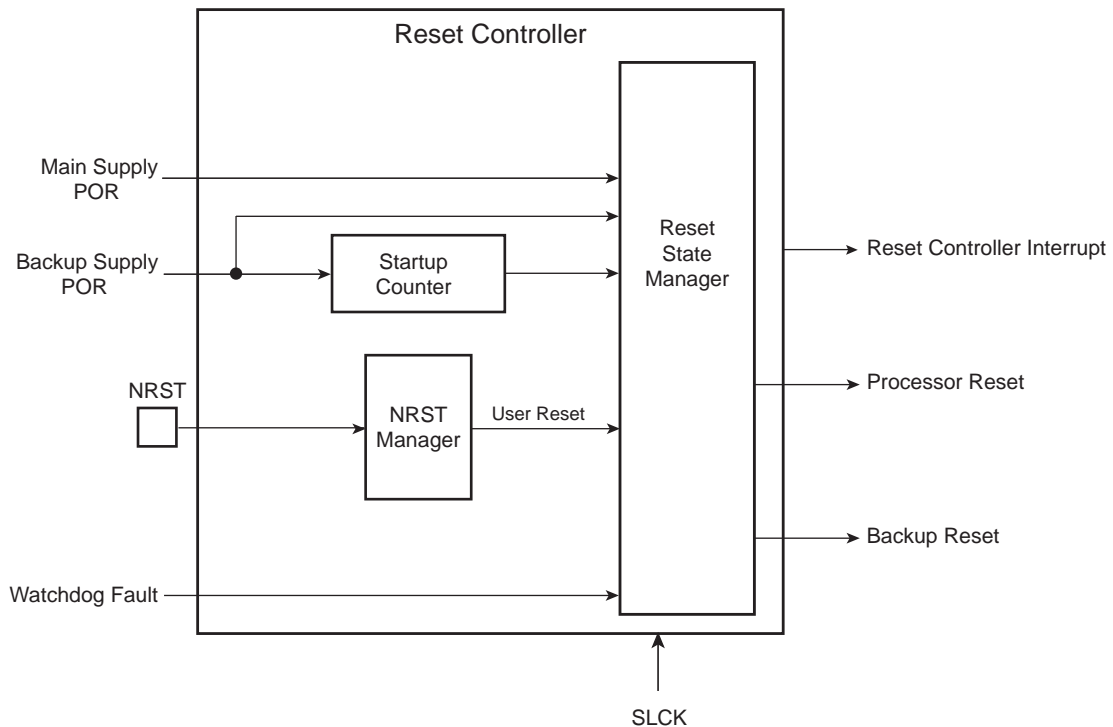 Reset Controller
Main Supply
POR
Backup Supply
POR
Startup
Counter
Reset
State
Manager
Reset Controller Interrupt
NRST
NRST
Manager
User Reset
Processor Reset
Backup Reset
Watchdog Fault
SLCK